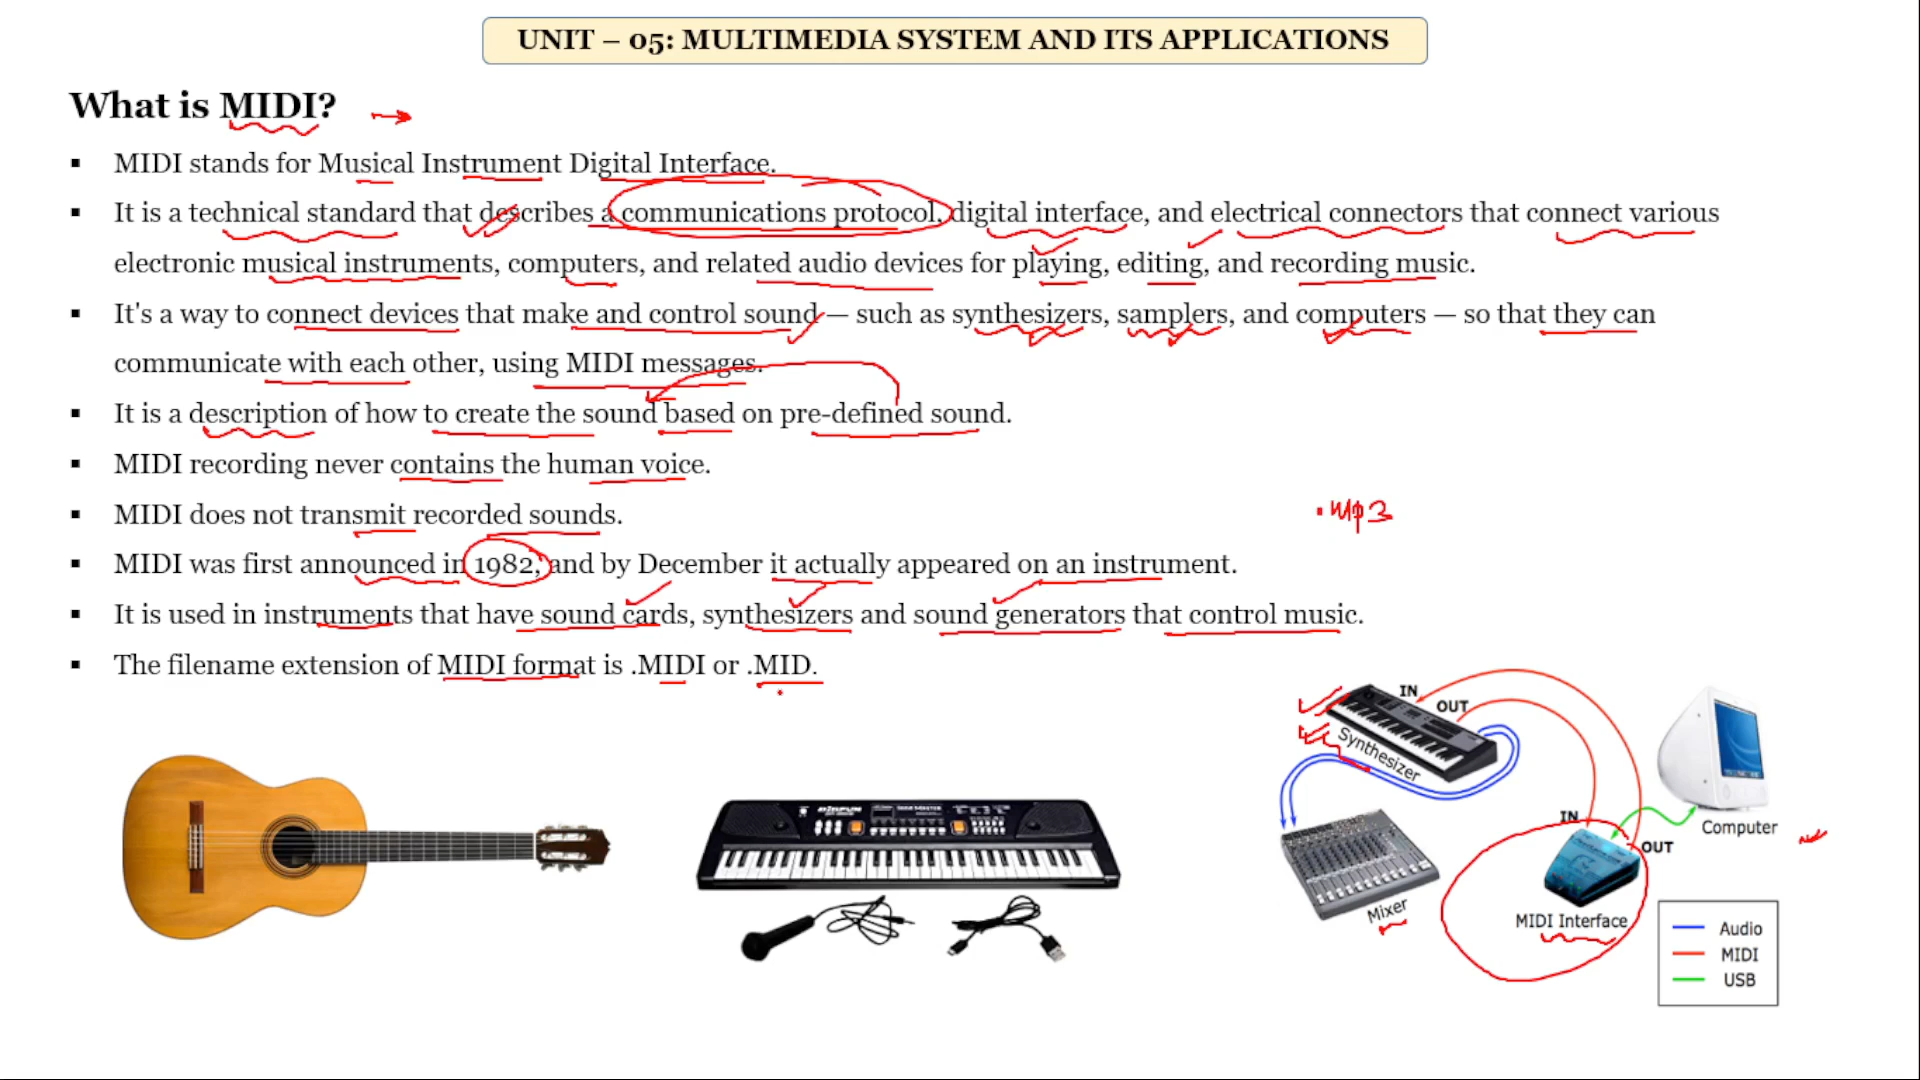 UNIT – 05: MULTIMEDIA SYSTEM AND ITS APPLICATIONS
What is MIDI?
▪ MIDI stands for Musical Instrument Digital Interface.
▪ It is a technical standard that describes a communications protocol, digital interface, and electrical connectors that connect various
electronic musical instruments, computers, and related audio devices for playing, editing, and recording music.
▪ It's a way to connect devices that make and control sound — such as synthesizers, samplers, and computers — so that they can
communicate with each other, using MIDI messages.
▪ It is a description of how to create the sound based on pre-defined sound.
▪ MIDI recording never contains the human voice.
▪ MIDI does not transmit recorded sounds.
.mp3
▪ MIDI was first announced in 1982, and by December it actually appeared on an instrument.
▪ It is used in instruments that have sound cards, synthesizers and sound generators that control music.
▪ The filename extension of MIDI format is .MIDI or .MID.
IN
OUT
Synthesizer
IN
Computer
OUT
Mixer
MIDI Interface
Audio
MIDI
USB